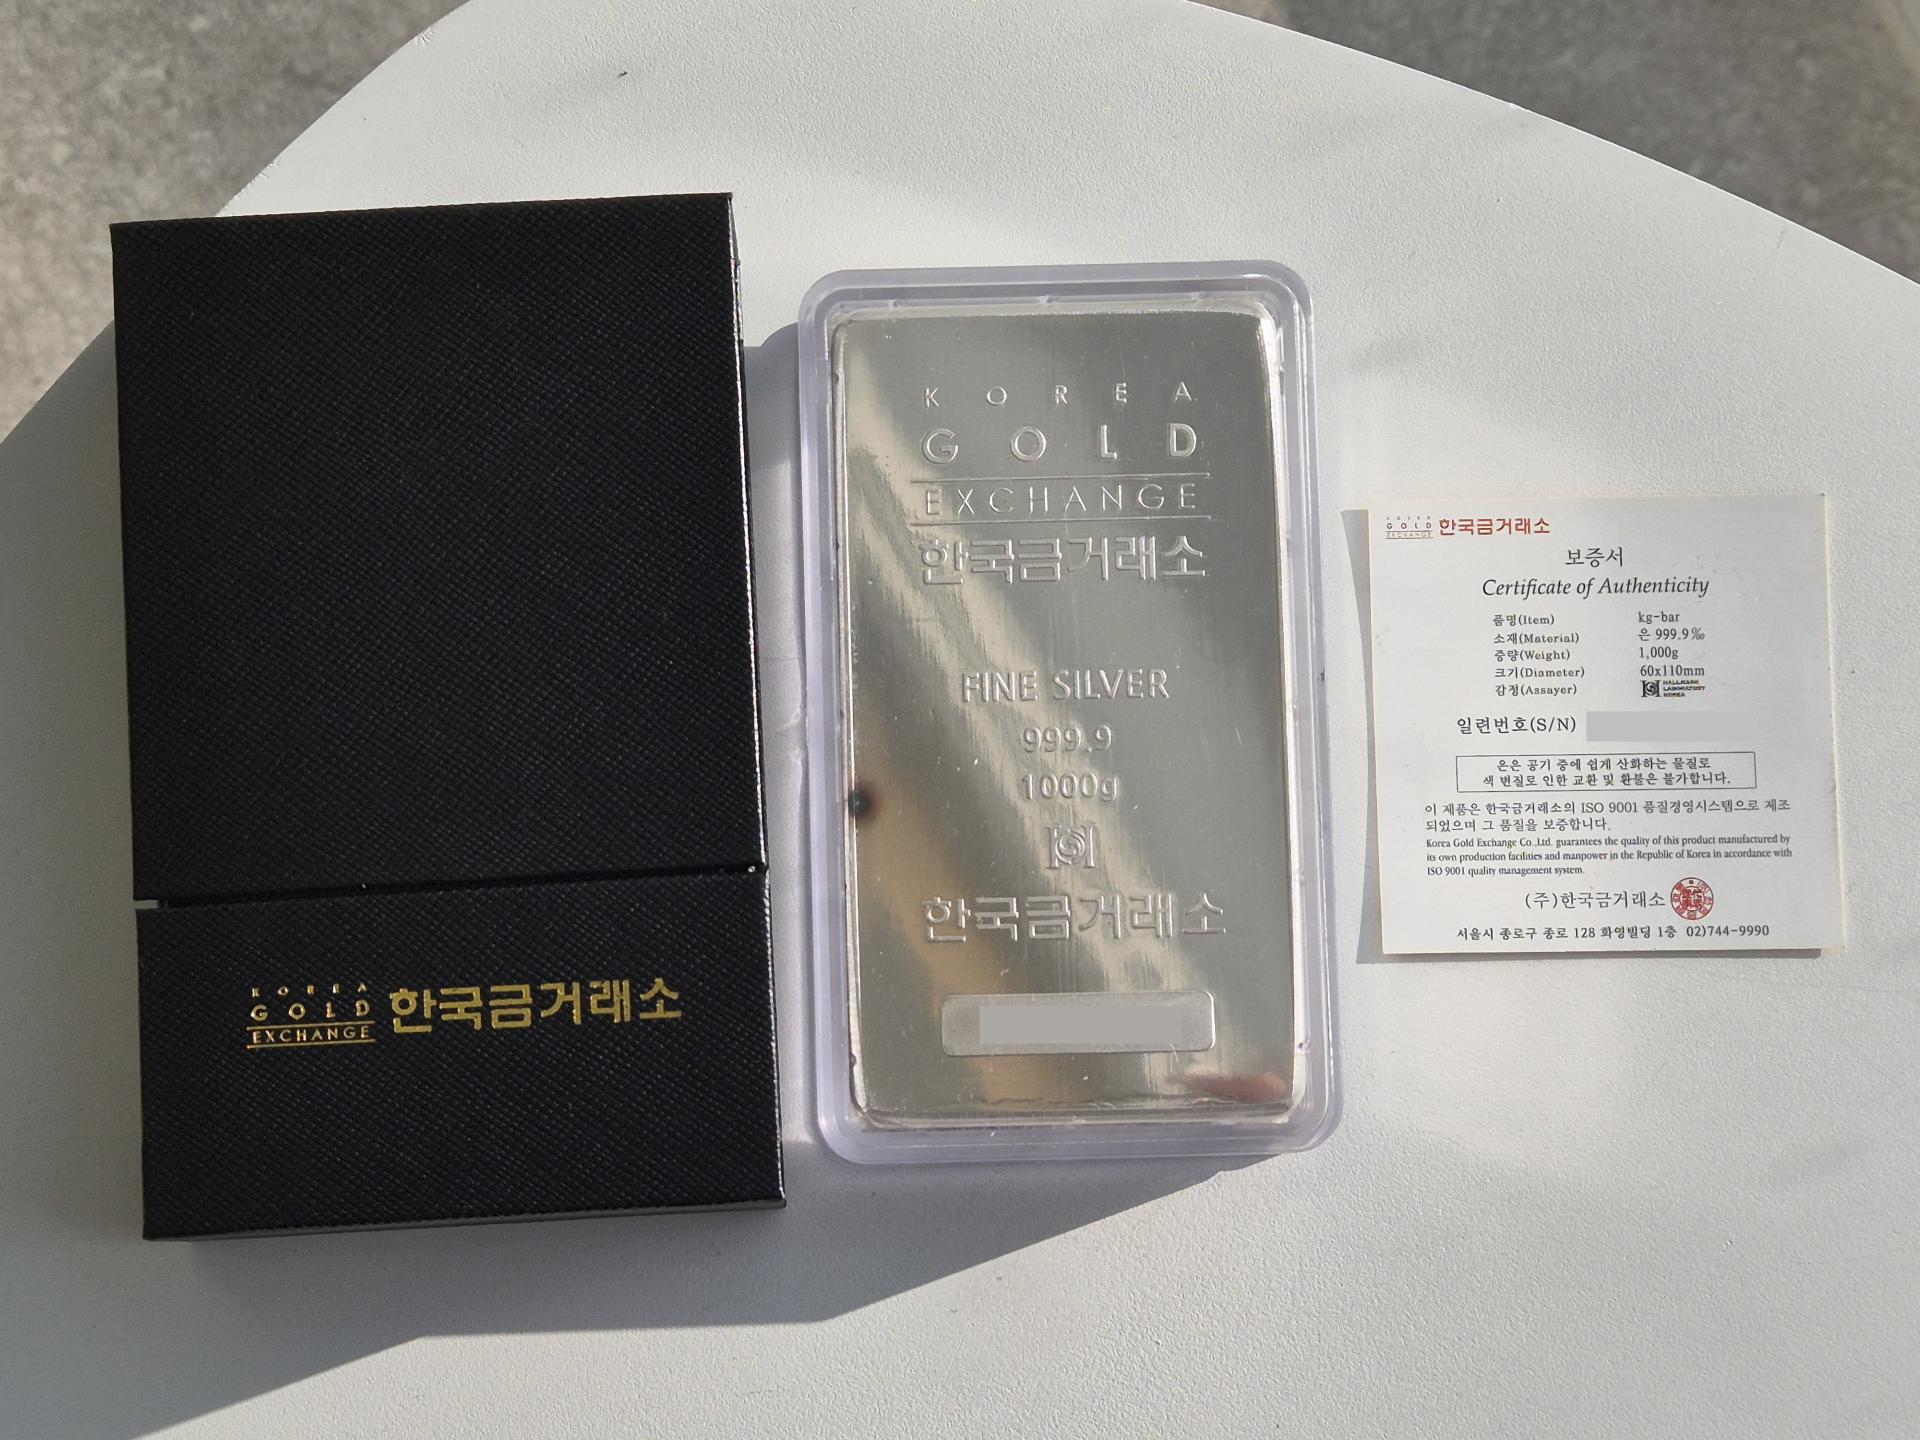 KOREA
GOLD
EXCHANGE
한국금거래소
KOREA
GOLD
EXCHANGE
한국금거래소
FINE SILVER
999.9
1000g
한국금거래소
KOREA
GOLD
EXCHANGE
한국금거래소
보증서
Certificate of Authenticity
품명(Item) kg-bar
소재(Material) 은 999.9‰
중량(Weight) 1,000g
크기(Diameter) 60x110mm
감정(Assayer) HALLMARK
LABORATORY
KOREA
일련번호(S/N)
은은 공기 중에 쉽게 산화하는 물질로
색 변질로 인한 교환 및 환불은 불가합니다.
이 제품은 한국금거래소의 ISO 9001 품질경영시스템으로 제조
되었으며 그 품질을 보증합니다.
Korea Gold Exchange Co.,Ltd. guarantees the quality of this product manufactured by
its own production facilities and manpower in the Republic of Korea in accordance with
ISO 9001 quality management system.
(주)한국금거래소
서울시 종로구 종로 128 화영빌딩 1층 02)744-9990